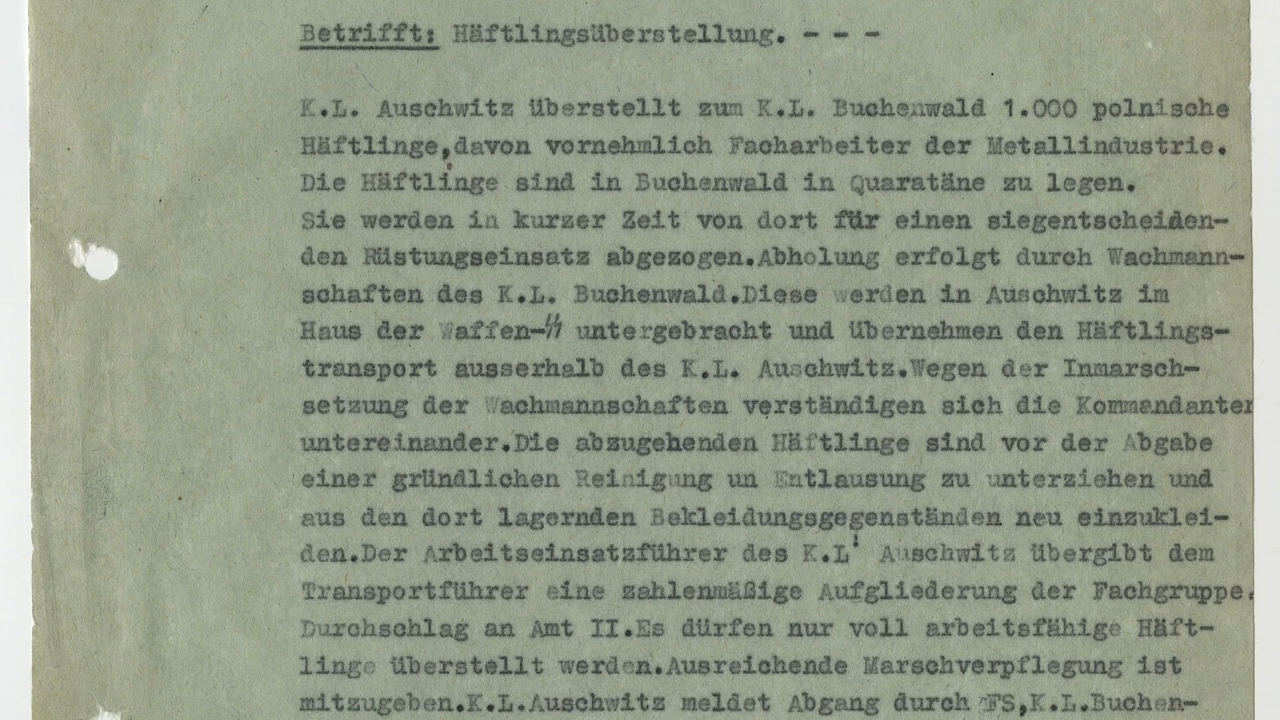 Betrifft: Häftlingsüberstellung. - - -
K.L. Auschwitz überstellt zum K.L. Buchenwald 1.000 polnische
Häftlinge,davon vornehmlich Facharbeiter der Metallindustrie.
Die Häftlinge sind in Buchenwald in Quaratäne zu legen.
Sie werden in kurzer Zeit von dort für einen siegentscheiden-
den Rüstungseinsatz abgezogen.Abholung erfolgt durch Wachmann-
schaften des K.L. Buchenwald.Diese werden in Auschwitz im
Haus der Waffen-ᛋᛋ untergebracht und übernehmen den Häftlings-
transport ausserhalb des K.L. Auschwitz.Wegen der Inmarsch-
setzung der Wachmannschaften verständigen sich die Kommandanten
untereinander.Die abzugehenden Häftlinge sind vor der Abgabe
einer gründlichen Reinigung un Entlausung zu unterziehen und
aus den dort lagernden Bekleidungsgegenständen neu einzuklei-
den.Der Arbeitseinsatzführer des K.L. Auschwitz übergibt dem
Transportführer eine zahlenmäßige Aufgliederung der Fachgruppe.
Durchschlag an Amt II.Es dürfen nur voll arbeitsfähige Häft-
linge überstellt werden.Ausreichende Marschverpflegung ist
mitzugeben.K.L.Auschwitz meldet Abgang durch FS,K.L.Buchen-